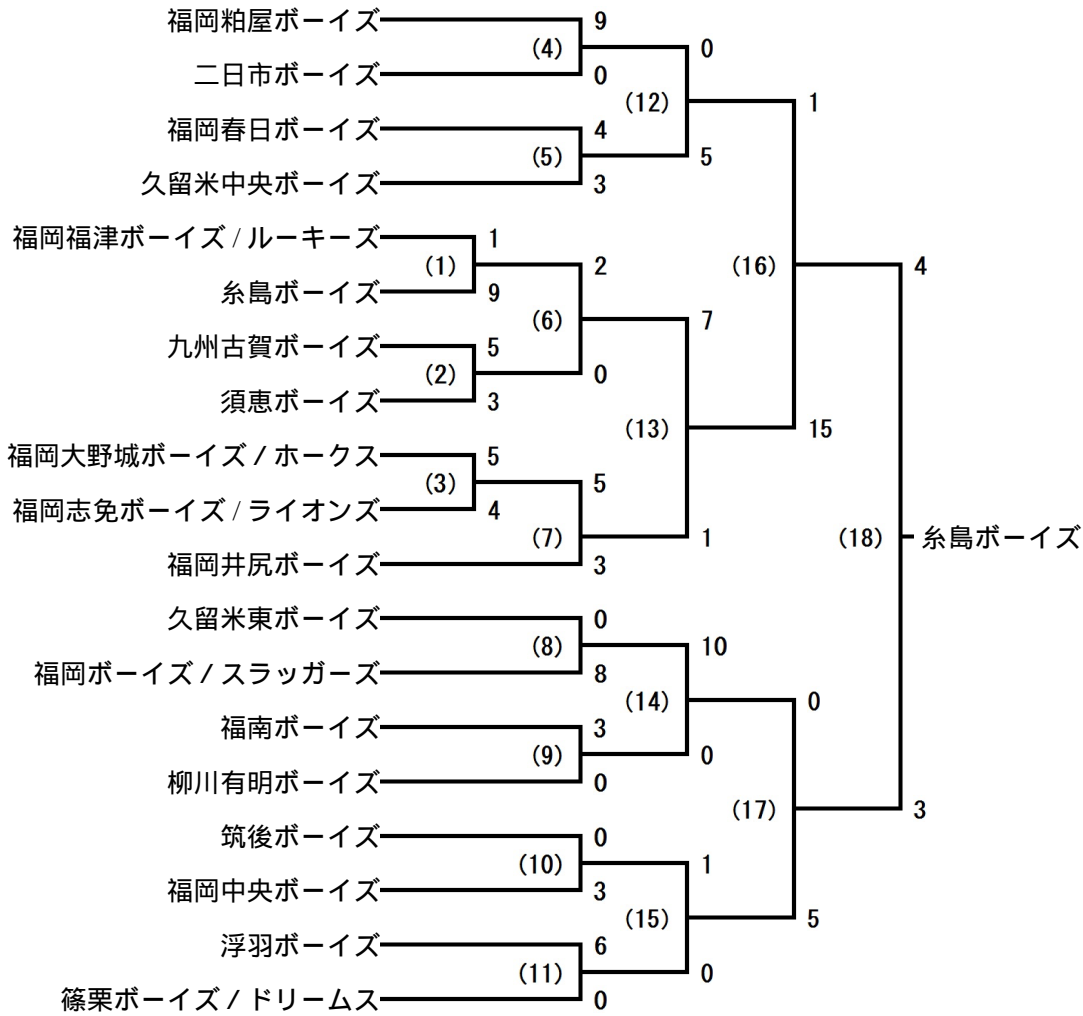 福岡粕屋ボーイズ 9
(4) 0
二日市ボーイズ 0
(12) 1
福岡春日ボーイズ 4
(5) 5
久留米中央ボーイズ 3
福岡福津ボーイズ/ルーキーズ 1
(1) 2 (16) 4
糸島ボーイズ 9
(6) 7
九州古賀ボーイズ 5
(2) 0
須恵ボーイズ 3
(13) 15
福岡大野城ボーイズ/ホークス 5
(3) 5
福岡志免ボーイズ/ライオンズ 4
(7) 1 (18) 糸島ボーイズ
福岡井尻ボーイズ 3
久留米東ボーイズ 0
(8) 10
福岡ボーイズ/スラッガーズ 8
(14) 0
福南ボーイズ 3
(9) 0
柳川有明ボーイズ 0
(17) 3
筑後ボーイズ 0
(10) 1
福岡中央ボーイズ 3
(15) 5
浮羽ボーイズ 6
(11) 0
篠栗ボーイズ/ドリームス 0